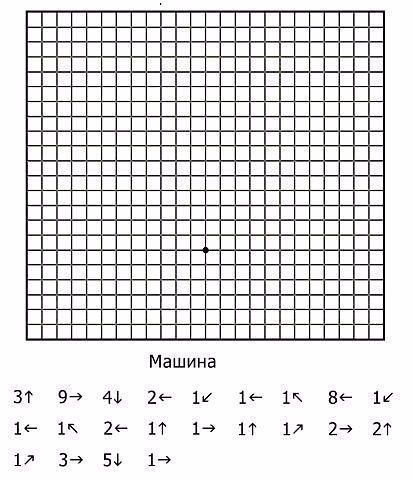 Машина
3↑ 9→ 4↓ 2← 1↙ 1← 1↖ 8← 1↙
1← 1↖ 2← 1↑ 1→ 1↑ 1↗ 2→ 2↑
1↗ 3→ 5↓ 1→